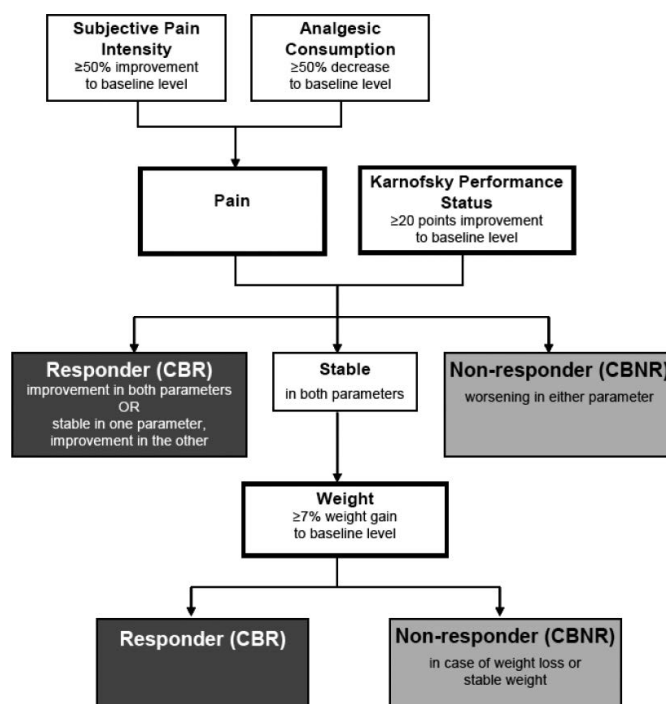 Subjective Pain
Intensity
≥50% improvement
to baseline level
Analgesic
Consumption
≥50% decrease
to baseline level
Pain
Karnofsky Performance
Status
≥20 points improvement
to baseline level
Responder (CBR)
improvement in both parameters
OR
stable in one parameter,
improvement in the other
Stable
in both parameters
Non-responder (CBNR)
worsening in either parameter
Weight
≥7% weight gain
to baseline level
Responder (CBR)
Non-responder (CBNR)
in case of weight loss or
stable weight